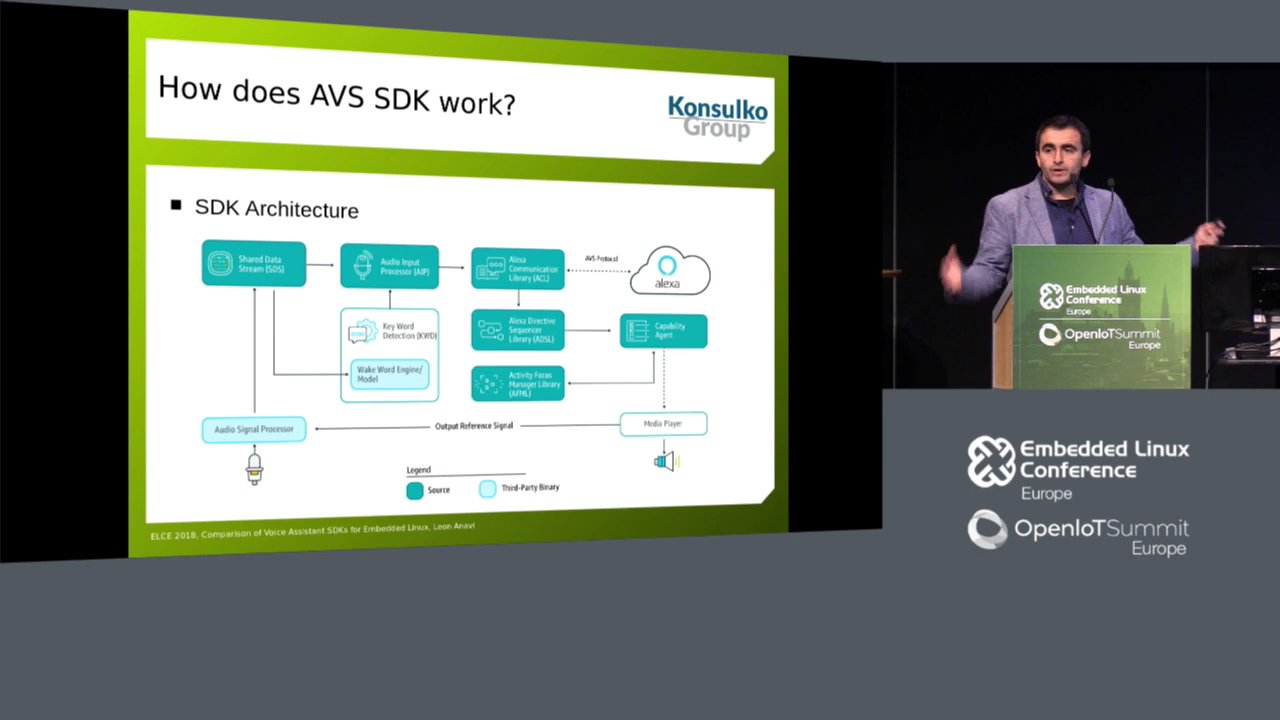 How does AVS SDK work?
Konsulko
Group
SDK Architecture
Shared Data
Stream (SDS)
Audio Input
Processor (AIP)
Alexa
Communication
Library (ACL)
AVS Protocol
alexa
Key Word
Detection (KWD)
Wake Word Engine/
Model
Alexa Directive
Sequencer
Library (ADSL)
Capability
Agent
Activity Focus
Manager Library
(AFML)
Audio Signal Processor
Output Reference Signal
Media Player
Legend
Source
Third-Party Binary
ELCE 2018, Comparison of Voice Assistant SDKs for Embedded Linux, Leon Anavi
Embedded Linux
Conference
Europe
OpenIoTSummit
Europe
Embedded Linux
Conference
Europe
OpenIoTSummit
Europe